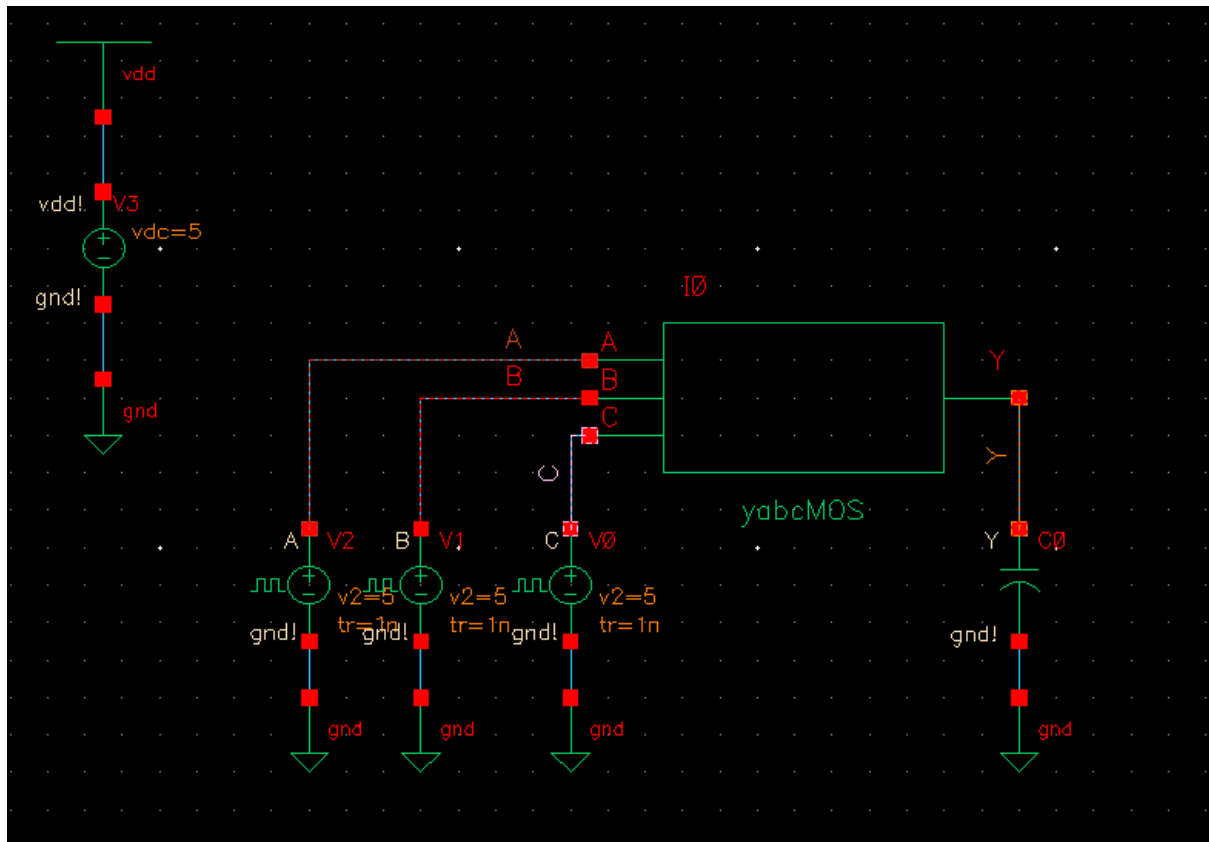 vdd
vdd! V3
vdc=5
gnd!
gnd
I0
A A
B B
C
C
Y
Y
yabcMOS
A V2
B V1
C V0
Y C0
v2=5 v2=5 v2=5
tr=1n tr=1n tr=1n
gnd! gnd! gnd! gnd!
gnd gnd gnd gnd